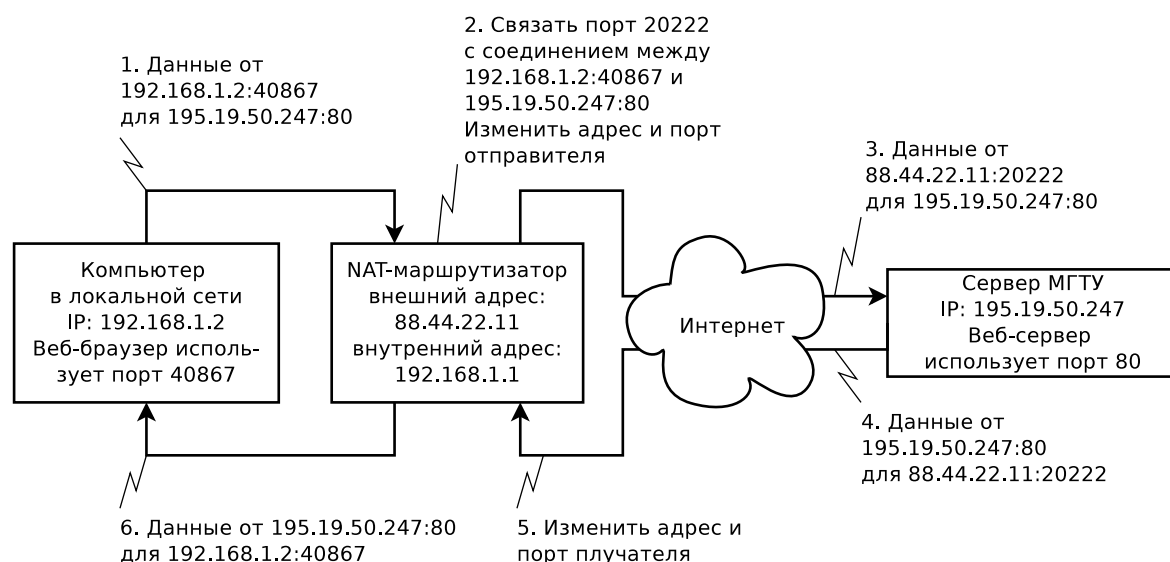 1. Данные от
192.168.1.2:40867
для 195.19.50.247:80
2. Связать порт 20222
с соединением между
192.168.1.2:40867 и
195.19.50.247:80
Изменить адрес и порт
отправителя
3. Данные от
88.44.22.11:20222
для 195.19.50.247:80
Компьютер
в локальной сети
IP: 192.168.1.2
Веб-браузер исполь-
зует порт 40867
NAT-маршрутизатор
внешний адрес:
88.44.22.11
внутренний адрес:
192.168.1.1
Интернет
Сервер МГТУ
IP: 195.19.50.247
Веб-сервер
использует порт 80
4. Данные от
195.19.50.247:80
для 88.44.22.11:20222
5. Изменить адрес и
порт плучателя
6. Данные от 195.19.50.247:80
для 192.168.1.2:40867